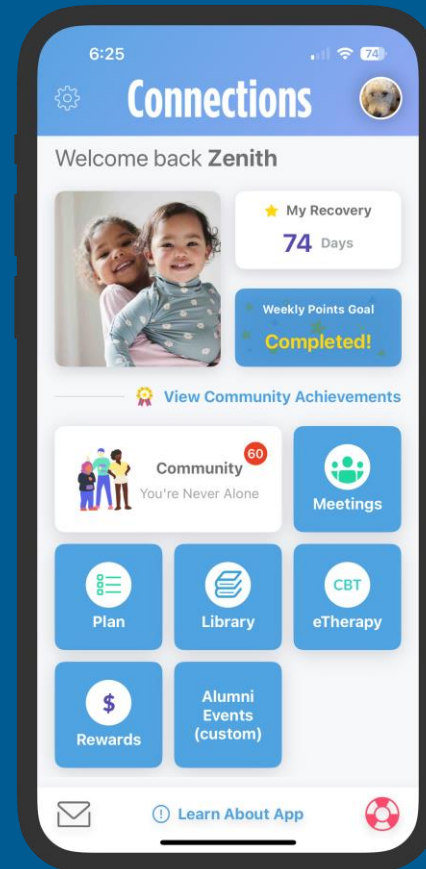 6:25
74
Connections
Welcome back Zenith
My Recovery
74 Days
Weekly Points Goal
Completed!
View Community Achievements
Community
60
You're Never Alone
Meetings
Plan
Library
CBT
eTherapy
$
Rewards
Alumni
Events
(custom)
Learn About App